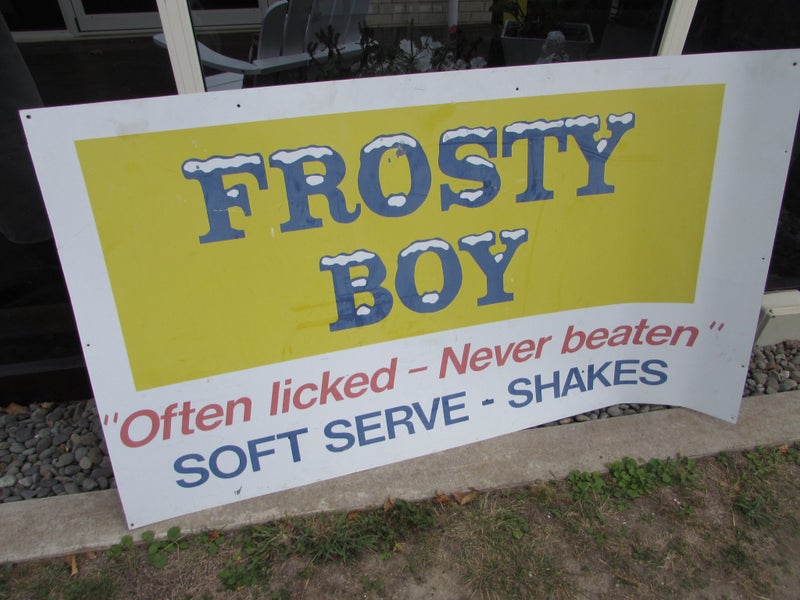 FROSTY
BOY
"Often licked – Never beaten"
SOFT SERVE - SHAKES